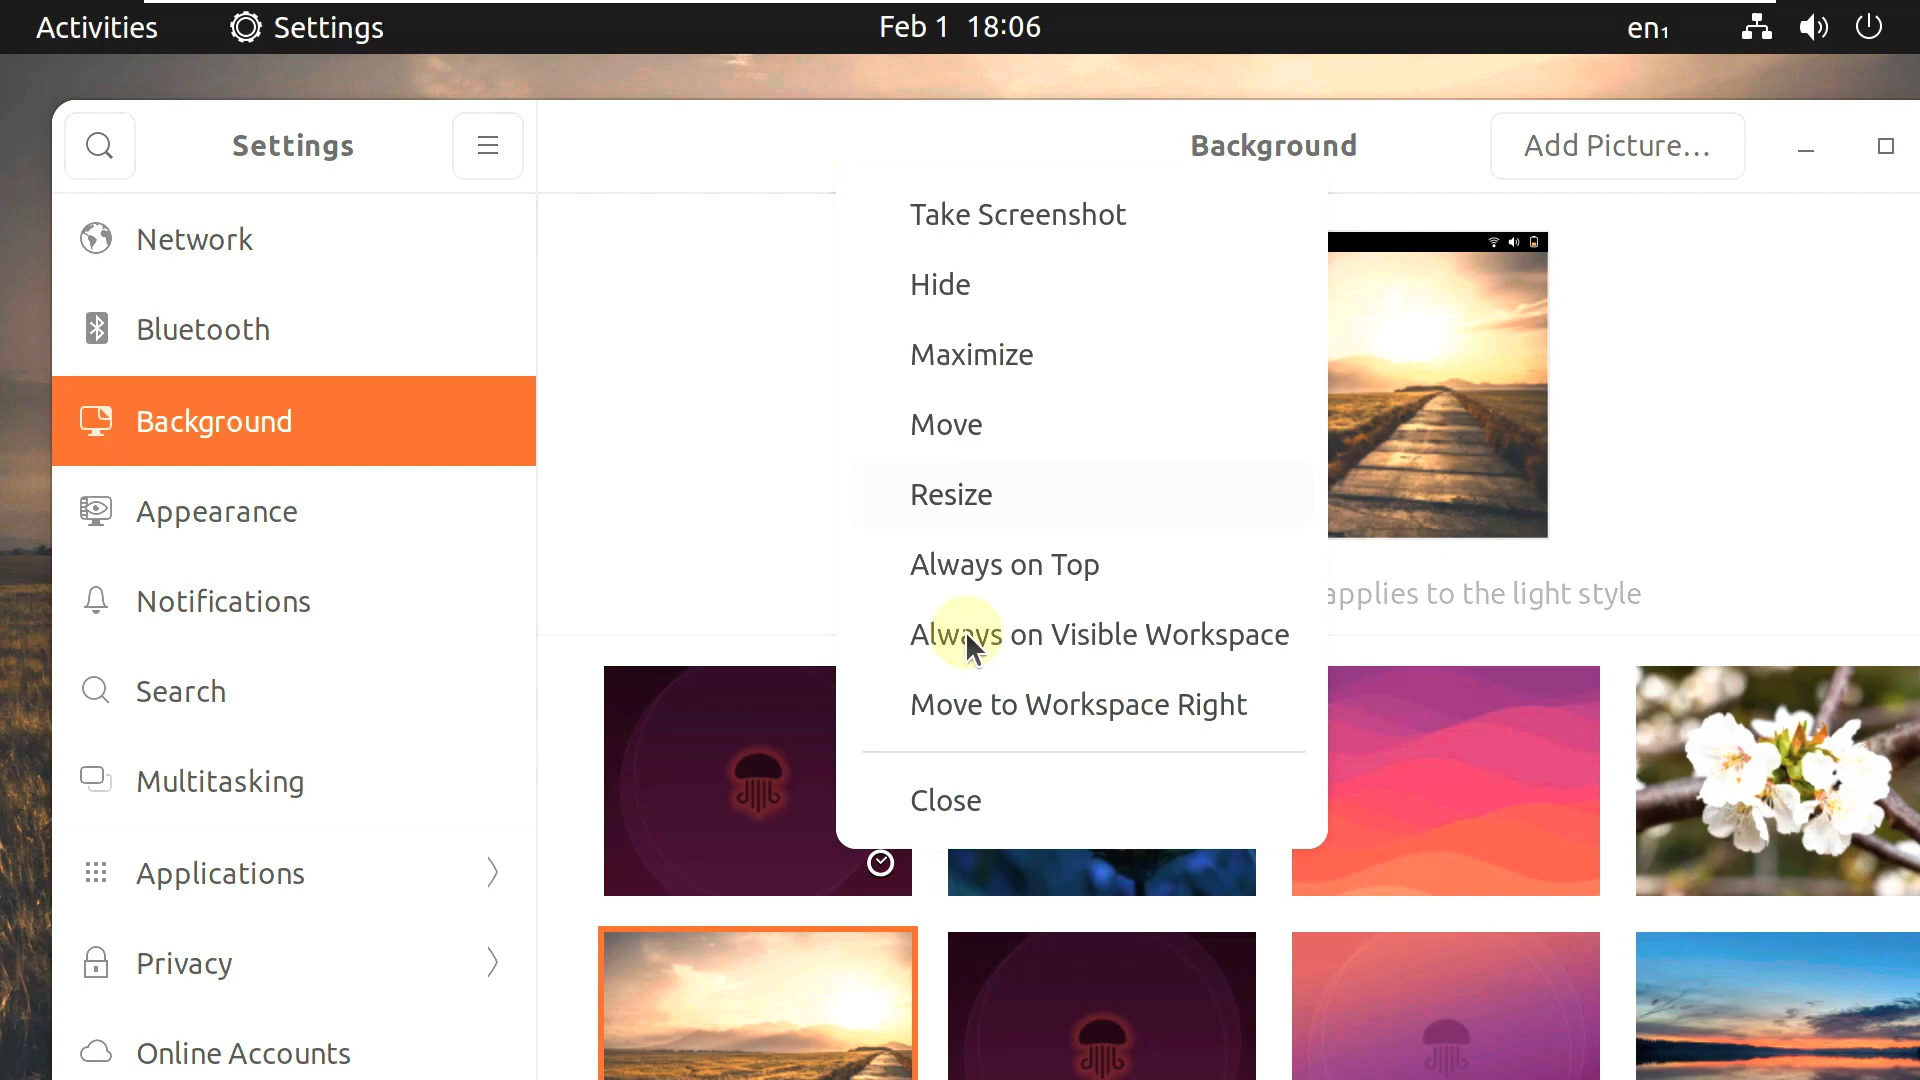 Activities Settings Feb 1 18:06 en₁
Settings Background Add Picture...
Network
Bluetooth
Background
Appearance
Notifications
Search
Multitasking
Applications
Privacy
Online Accounts
Take Screenshot
Hide
Maximize
Move
Resize
Always on Top
Always on Visible Workspace
Move to Workspace Right
Close
applies to the light style